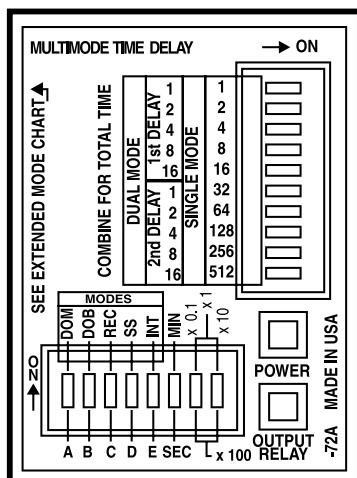 MULTIMODE TIME DELAY
→ ON
SEE EXTENDED MODE CHART
COMBINE FOR TOTAL TIME
DUAL MODE
1st DELAY
1
2
4
8
16
2nd DELAY
1
2
4
8
16
SINGLE MODE
1
2
4
8
16
32
64
128
256
512
MODES
DOM
DOB
REC
SS
INT
MIN
x 0.1
x 1
x 10
ON
A B C D E SEC x 100
POWER
OUTPUT
RELAY
-72A MADE IN USA